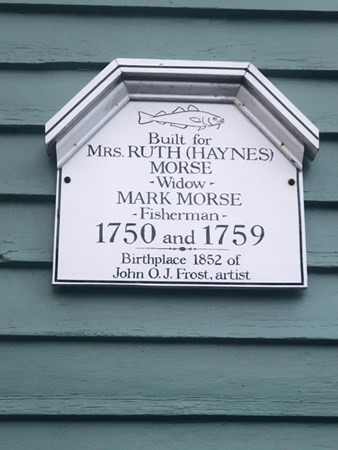 Built for
MRS. RUTH (HAYNES)
MORSE
- Widow -
MARK MORSE
- Fisherman -
1750 and 1759
Birthplace 1852 of
John O.J. Frost, artist